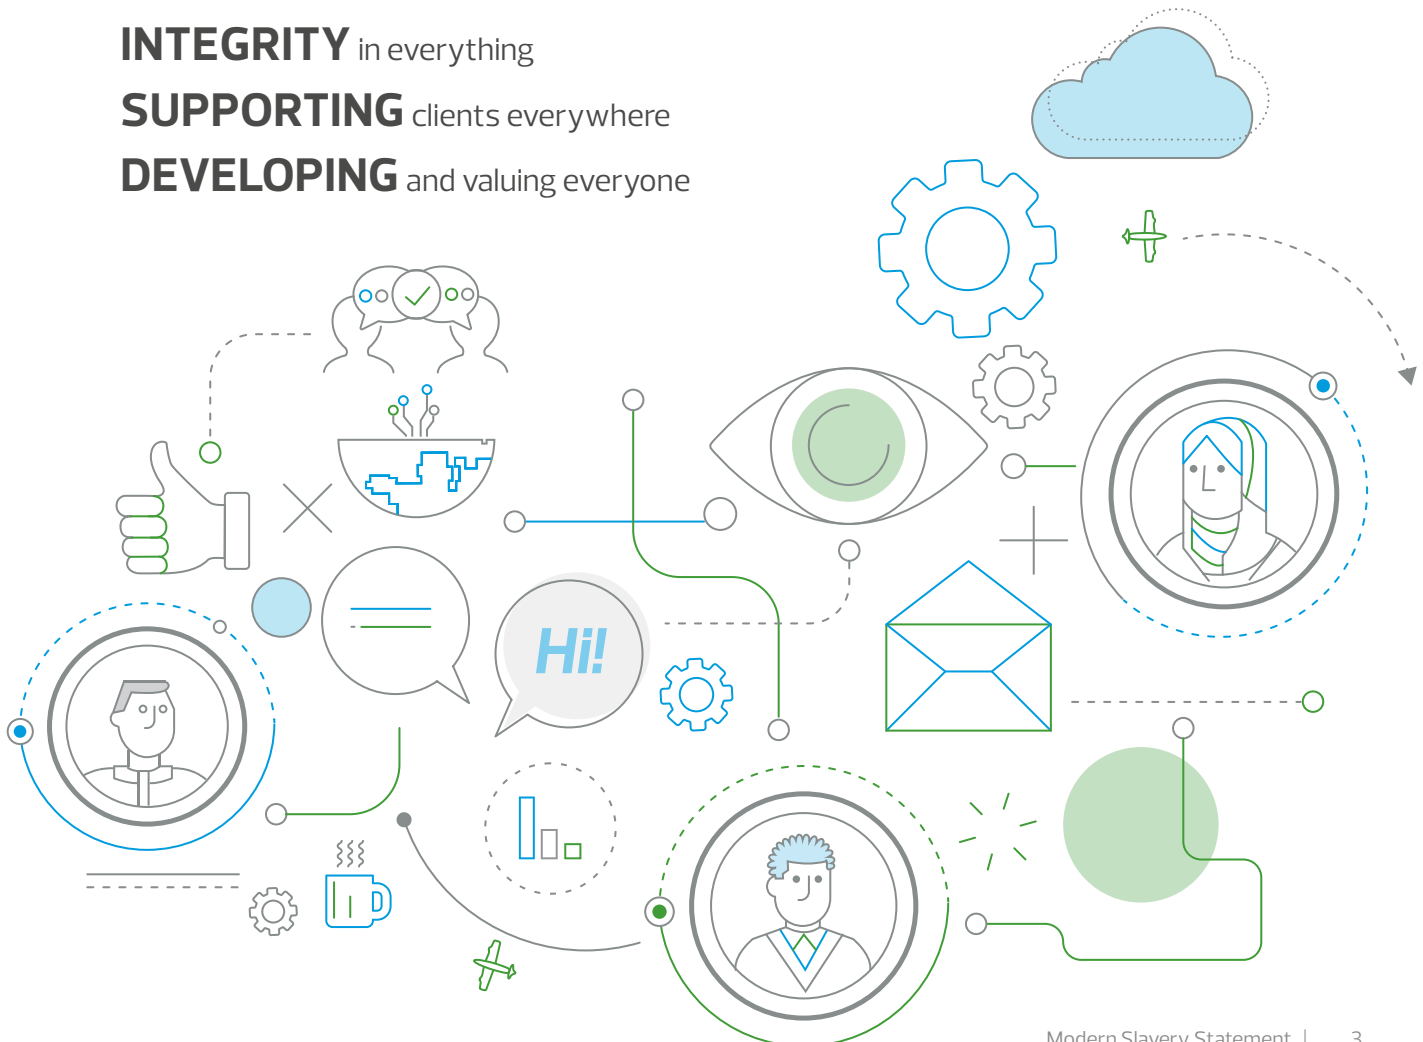 INTEGRITY in everything
SUPPORTING clients everywhere
DEVELOPING and valuing everyone
Hi!
Modern Slavery Statement | 3